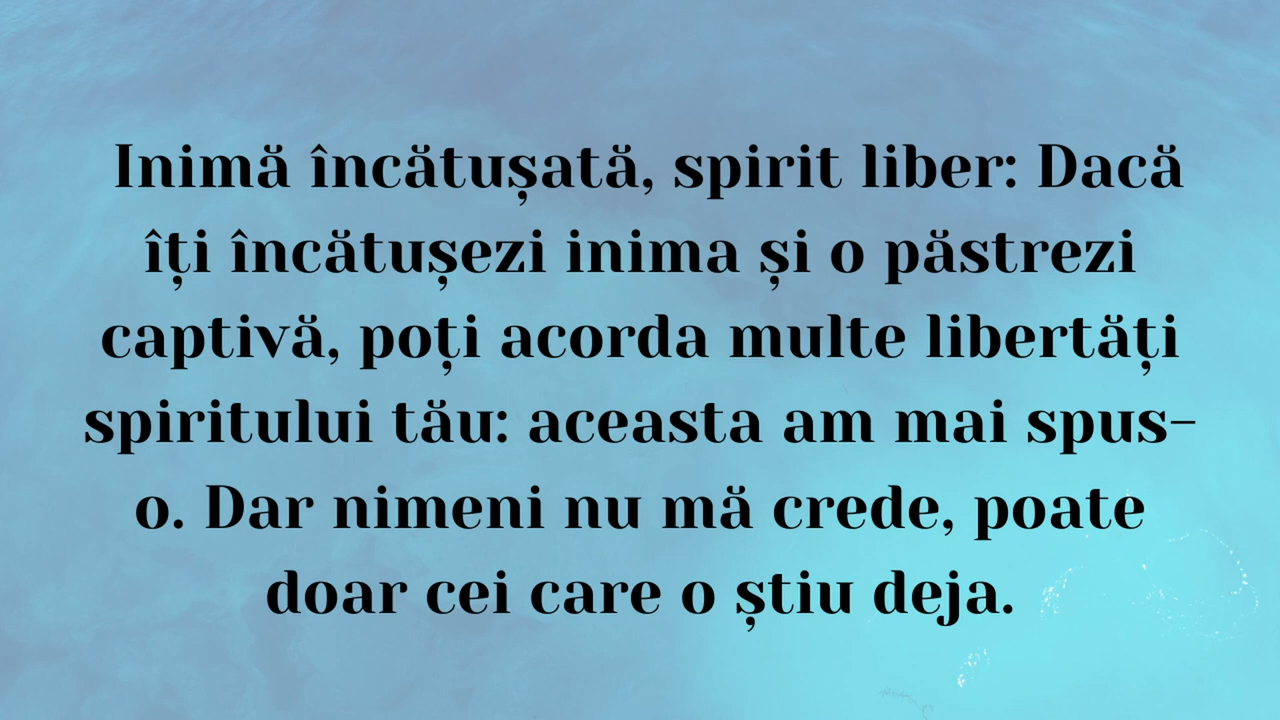 Inimă încătușată, spirit liber: Dacă
îți încătușezi inima și o păstrezi
captivă, poți acorda multe libertăți
spiritului tău: aceasta am mai spus-
o. Dar nimeni nu mă crede, poate
doar cei care o știu deja.